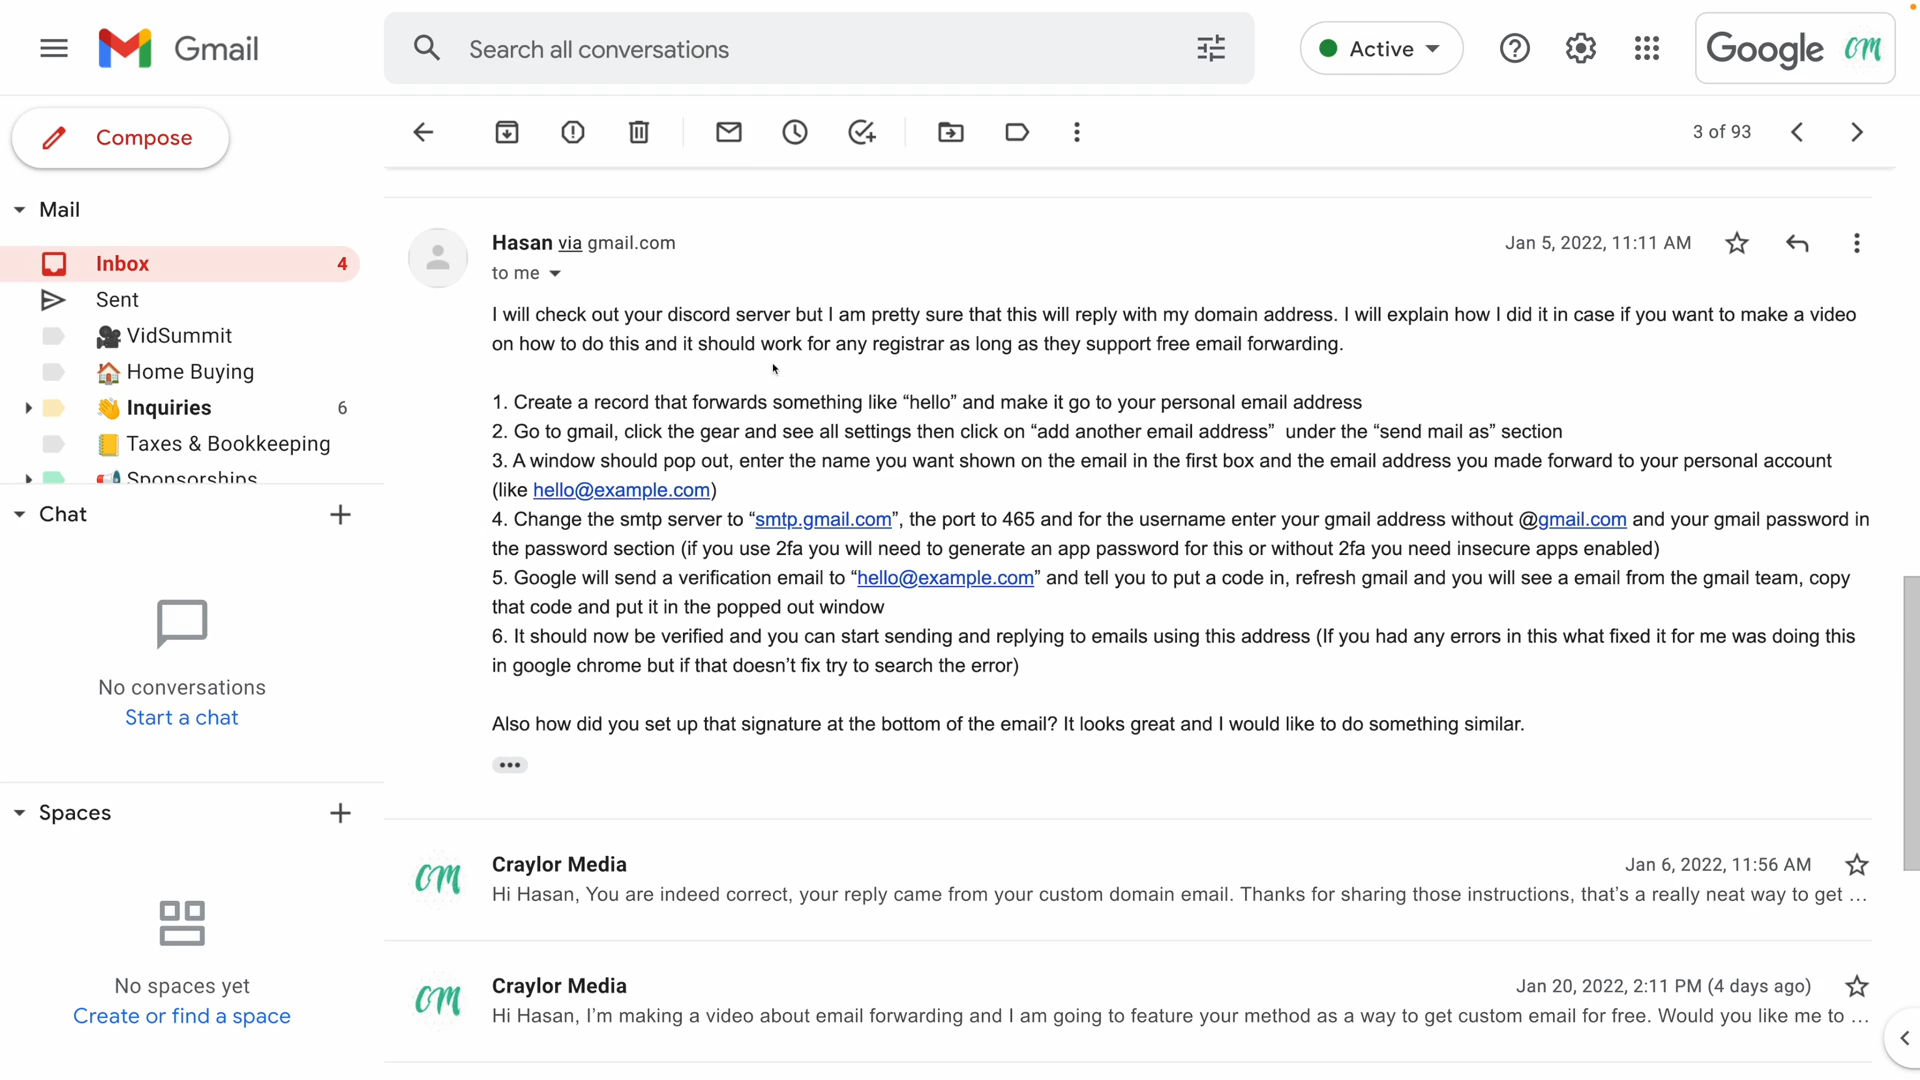 Gmail
Search all conversations
Active
Google CM
Compose
3 of 93
Mail
Inbox 4
Sent
VidSummit
Home Buying
Inquiries 6
Taxes & Bookkeeping
Sponsorships
Chat
No conversations
Start a chat
Spaces
No spaces yet
Create or find a space
Hasan via gmail.com
Jan 5, 2022, 11:11 AM
to me
I will check out your discord server but I am pretty sure that this will reply with my domain address. I will explain how I did it in case if you want to make a video
on how to do this and it should work for any registrar as long as they support free email forwarding.
1. Create a record that forwards something like “hello” and make it go to your personal email address
2. Go to gmail, click the gear and see all settings then click on “add another email address” under the “send mail as” section
3. A window should pop out, enter the name you want shown on the email in the first box and the email address you made forward to your personal account
(like hello@example.com)
4. Change the smtp server to “smtp.gmail.com”, the port to 465 and for the username enter your gmail address without @gmail.com and your gmail password in
the password section (if you use 2fa you will need to generate an app password for this or without 2fa you need insecure apps enabled)
5. Google will send a verification email to “hello@example.com” and tell you to put a code in, refresh gmail and you will see a email from the gmail team, copy
that code and put it in the popped out window
6. It should now be verified and you can start sending and replying to emails using this address (If you had any errors in this what fixed it for me was doing this
in google chrome but if that doesn’t fix try to search the error)
Also how did you set up that signature at the bottom of the email? It looks great and I would like to do something similar.
CM
Craylor Media
Jan 6, 2022, 11:56 AM
Hi Hasan, You are indeed correct, your reply came from your custom domain email. Thanks for sharing those instructions, that’s a really neat way to get …
CM
Craylor Media
Jan 20, 2022, 2:11 PM (4 days ago)
Hi Hasan, I’m making a video about email forwarding and I am going to feature your method as a way to get custom email for free. Would you like me to …